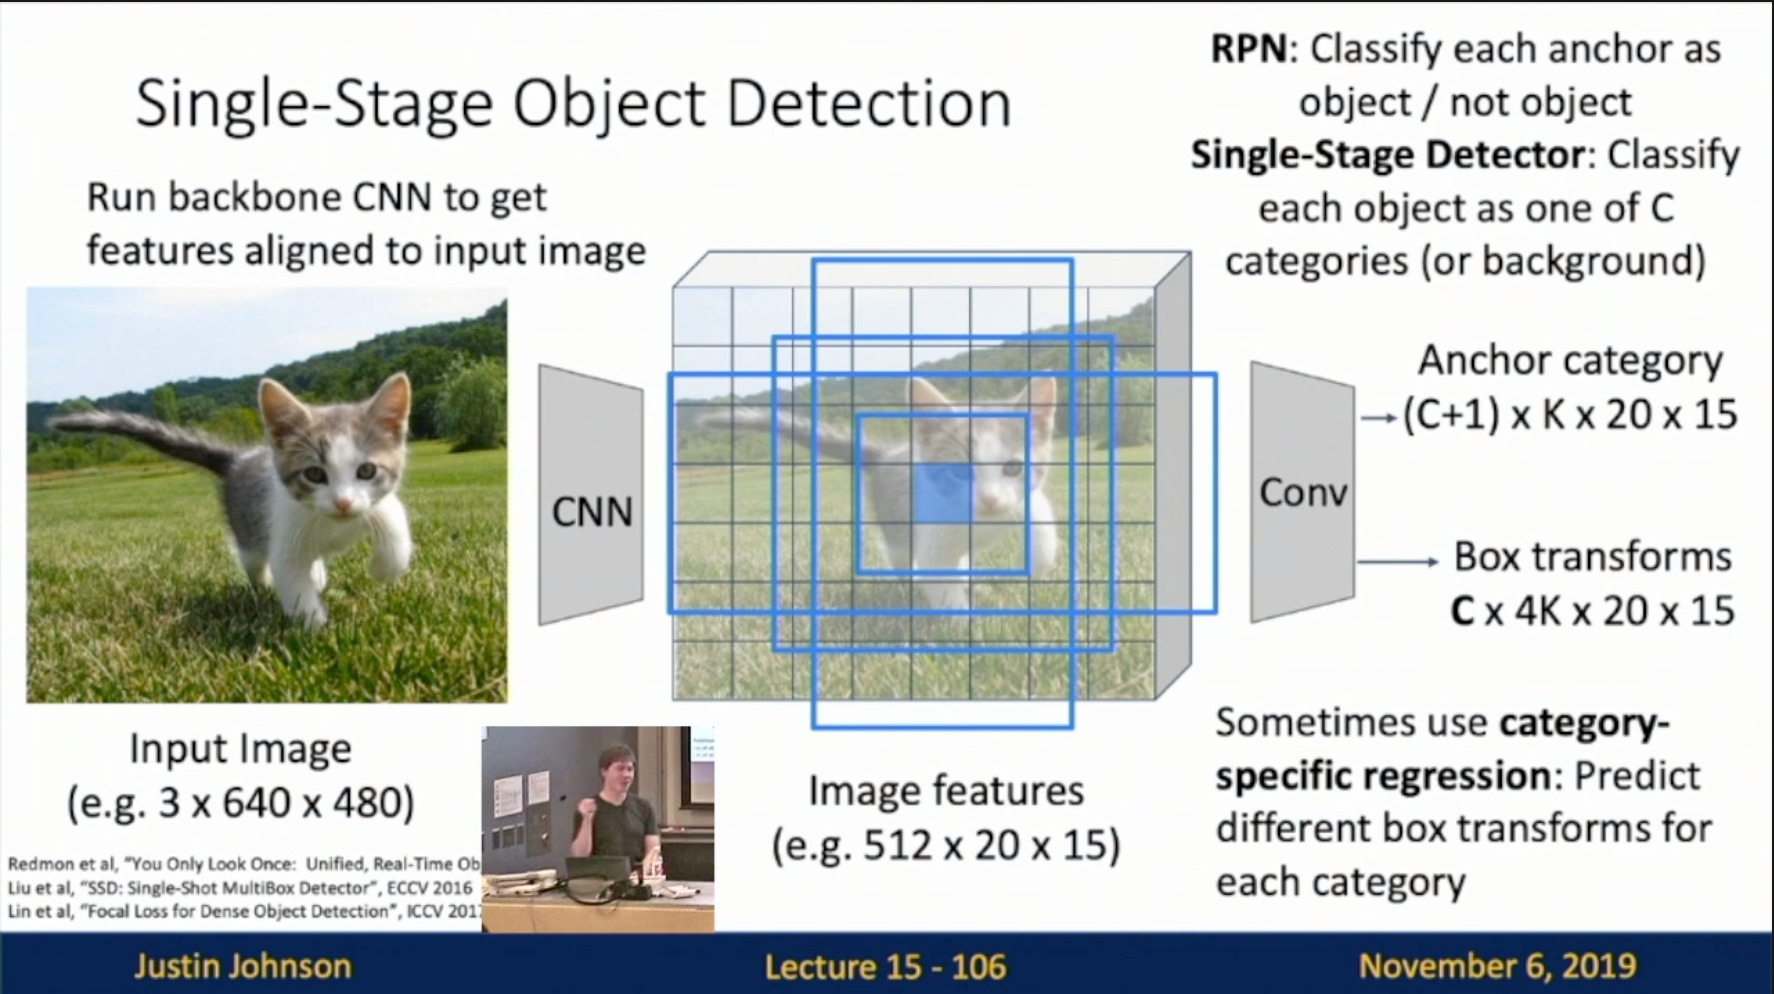 Single-Stage Object Detection
RPN: Classify each anchor as
object / not object
Single-Stage Detector: Classify
each object as one of C
categories (or background)
Run backbone CNN to get
features aligned to input image
CNN
Conv
Anchor category
(C+1) x K x 20 x 15
Box transforms
C x 4K x 20 x 15
Input Image
(e.g. 3 x 640 x 480)
Image features
(e.g. 512 x 20 x 15)
Sometimes use category-
specific regression: Predict
different box transforms for
each category
Redmon et al, “You Only Look Once: Unified, Real-Time Ob
Liu et al, “SSD: Single-Shot MultiBox Detector”, ECCV 2016
Lin et al, “Focal Loss for Dense Object Detection”, ICCV 201
Justin Johnson
Lecture 15 - 106
November 6, 2019